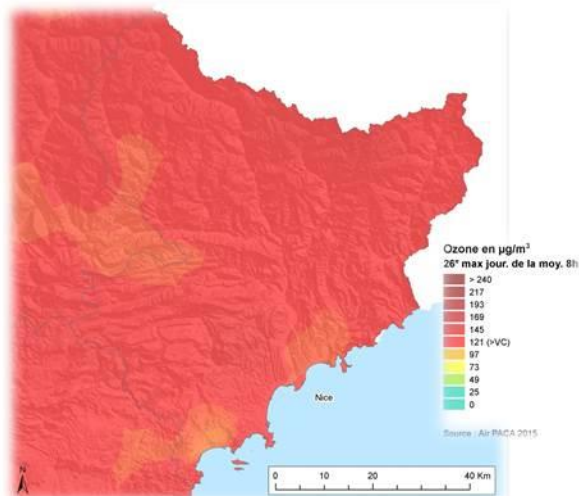 Ozone en µg/m³
26° max jour. de la moy. 8h
> 240
217
193
169
145
121 (>VC)
97
73
49
25
0
Nice
Source : Air PACA 2015
N
0 10 20 40 Km